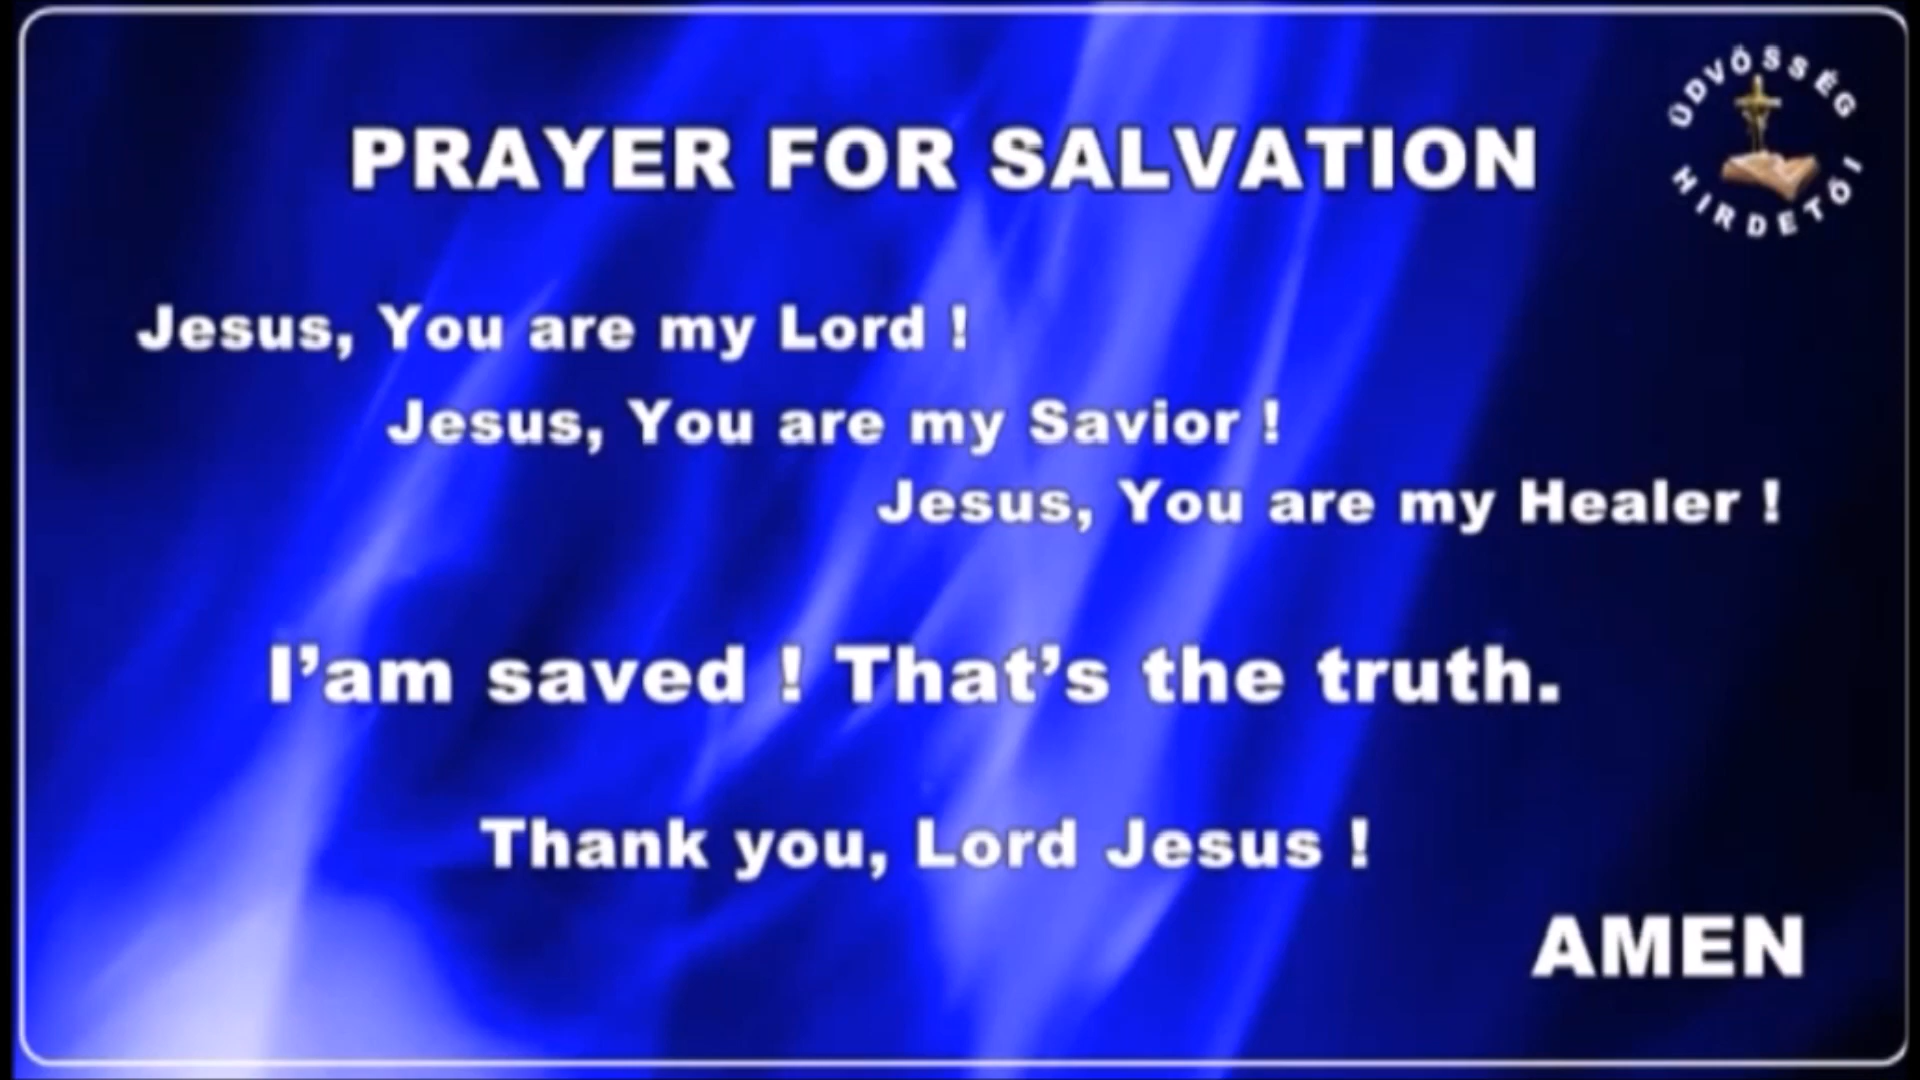 PRAYER FOR SALVATION
ÜDVÖSSÉG
HIRDETŐI
Jesus, You are my Lord !
Jesus, You are my Savior !
Jesus, You are my Healer !
I’am saved ! That’s the truth.
Thank you, Lord Jesus !
AMEN